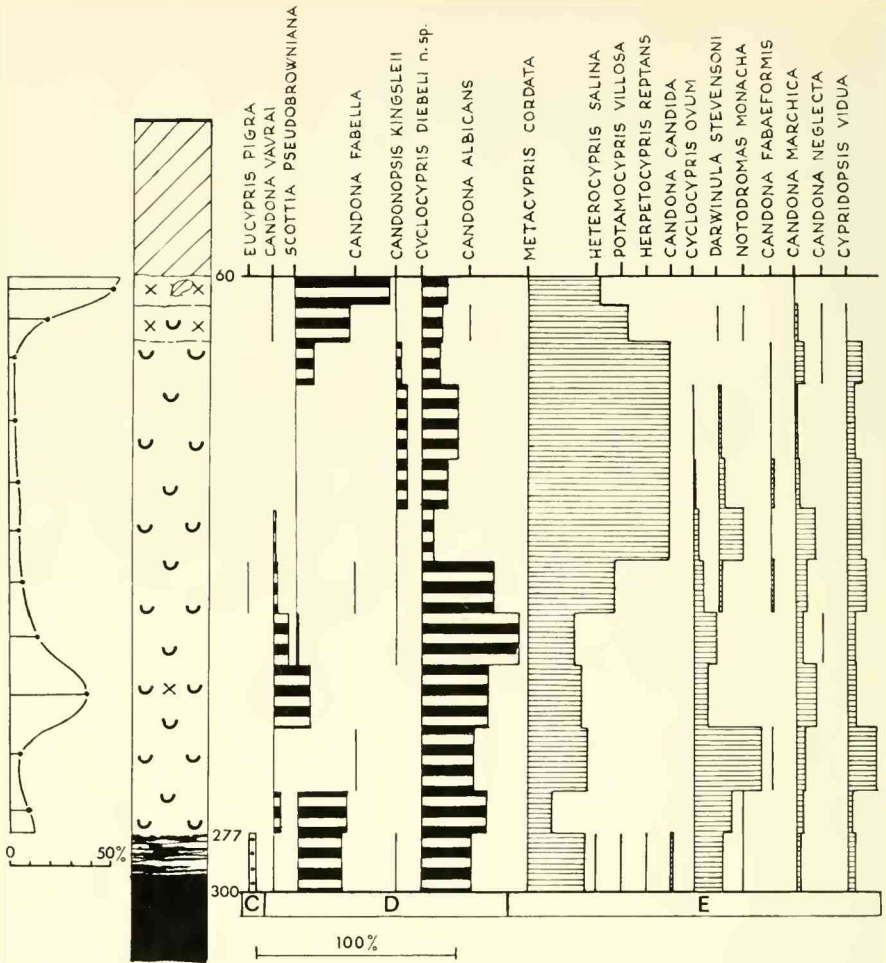 EUCYPRIS PIGRA
CANDONA VAVRAI
SCOTTIA PSEUDOBROWNIANA
CANDONA FABELLA
CANDONOPSIS KINGSLEII
CYCLOCYPRIS DIEBELI n.sp.
CANDONA ALBICANS
METACYPRIS CORDATA
HETEROCYPRIS SALINA
POTAMOCYPRIS VILLOSA
HERPETOCYPRIS REPTANS
CANDONA CANDIDA
CYCLOCYPRIS OVUM
DARWINULA STEVENSONI
NOTODROMAS MONACHA
CANDONA FABAEFORMIS
CANDONA MARCHICA
CANDONA NEGLECTA
CYPRIDOPSIS VIDUA
60
277
0 50%
300
C D E
100%